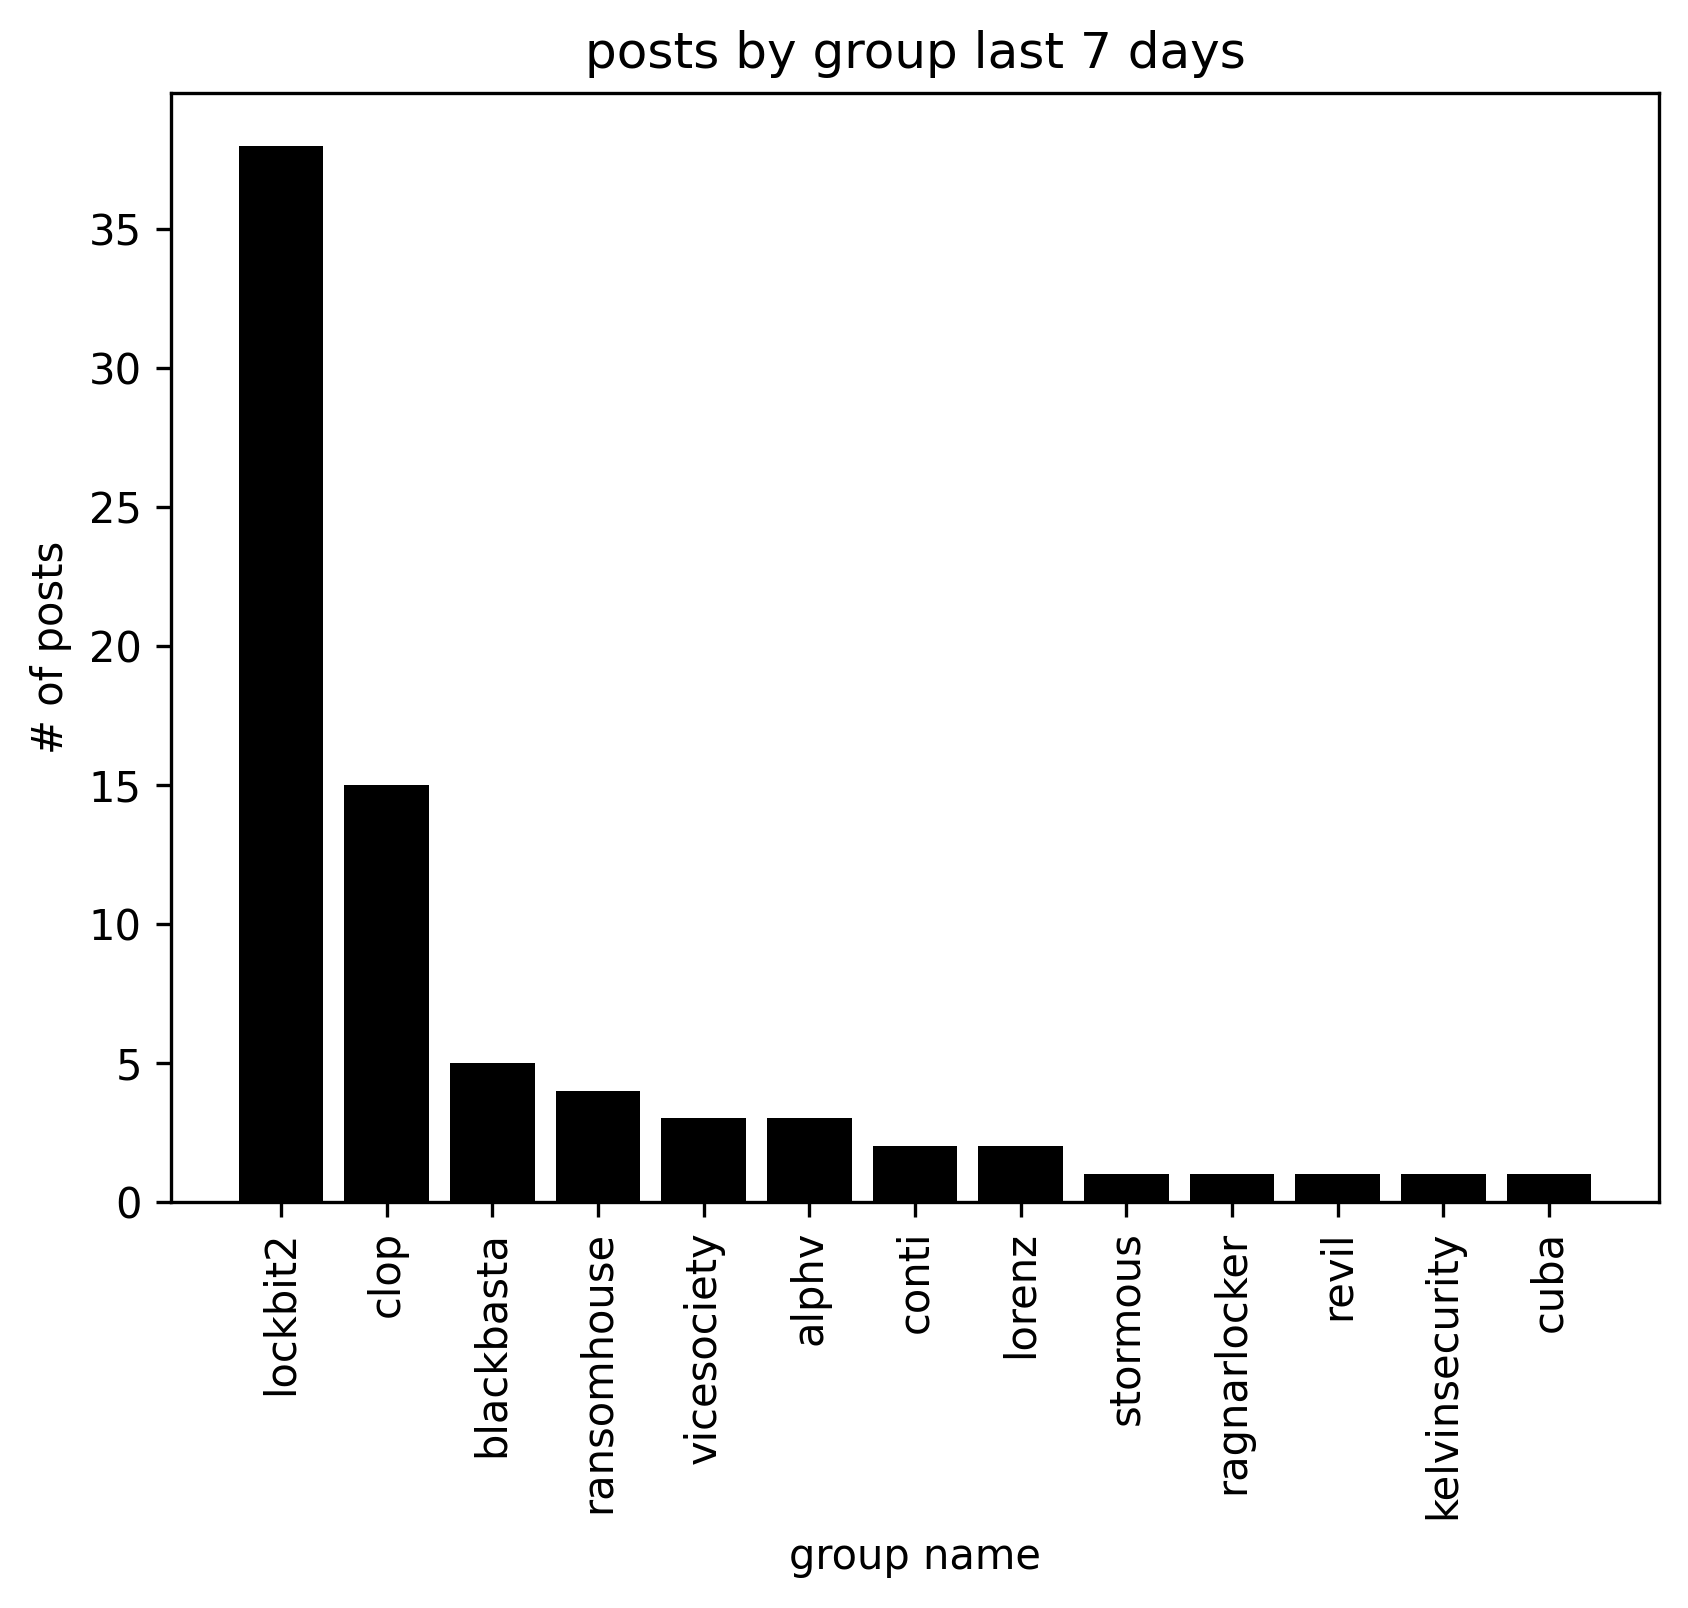 posts by group last 7 days
# of posts
35
30
25
20
15
10
5
0
lockbit2
clop
blackbasta
ransomhouse
vicesociety
alphv
conti
lorenz
stormous
ragnarlocker
revil
kelvinsecurity
cuba
group name